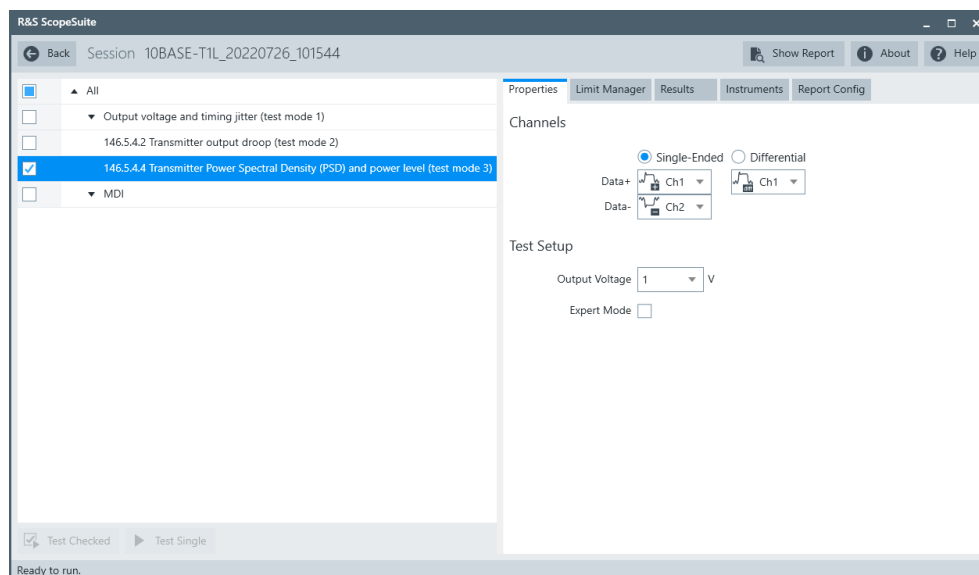 R&S ScopeSuite
Back Session 10BASE-T1L_20220726_101544 Show Report About Help
All
Output voltage and timing jitter (test mode 1)
146.5.4.2 Transmitter output droop (test mode 2)
146.5.4.4 Transmitter Power Spectral Density (PSD) and power level (test mode 3)
MDI
Properties Limit Manager Results Instruments Report Config
Channels
Single-Ended Differential
Data+ Ch1 Ch1
Data- Ch2
Test Setup
Output Voltage 1 V
Expert Mode
Test Checked Test Single
Ready to run.